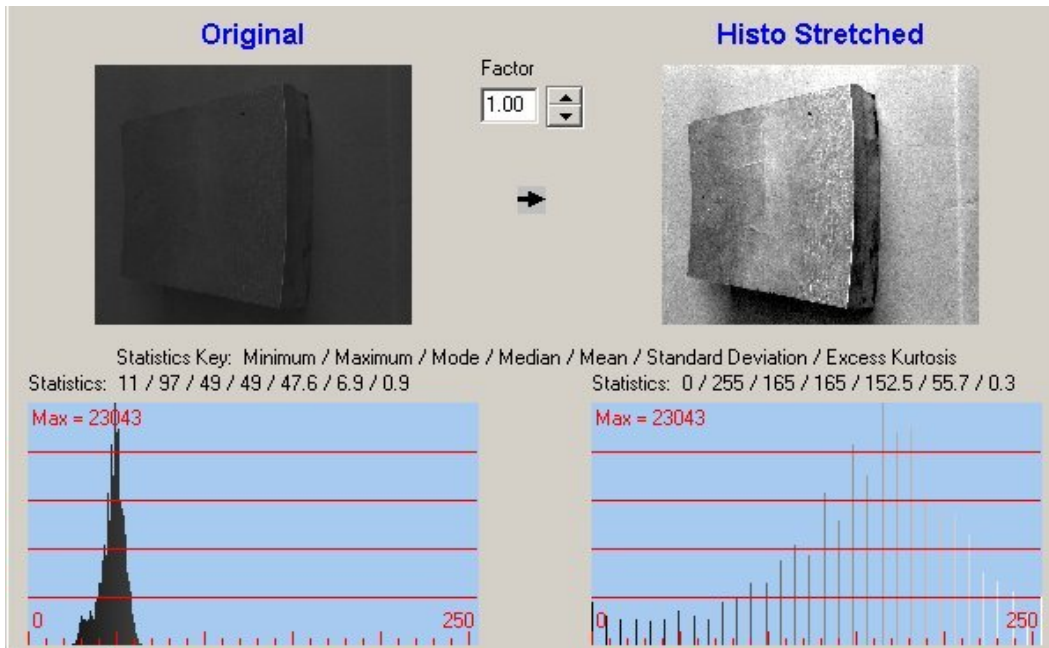 Original
Histo Stretched
Factor
1.00
Statistics Key: Minimum / Maximum / Mode / Median / Mean / Standard Deviation / Excess Kurtosis
Statistics: 11 / 97 / 49 / 49 / 47.6 / 6.9 / 0.9
Statistics: 0 / 255 / 165 / 165 / 152.5 / 55.7 / 0.3
Max = 23043
Max = 23043
0
250
0
250